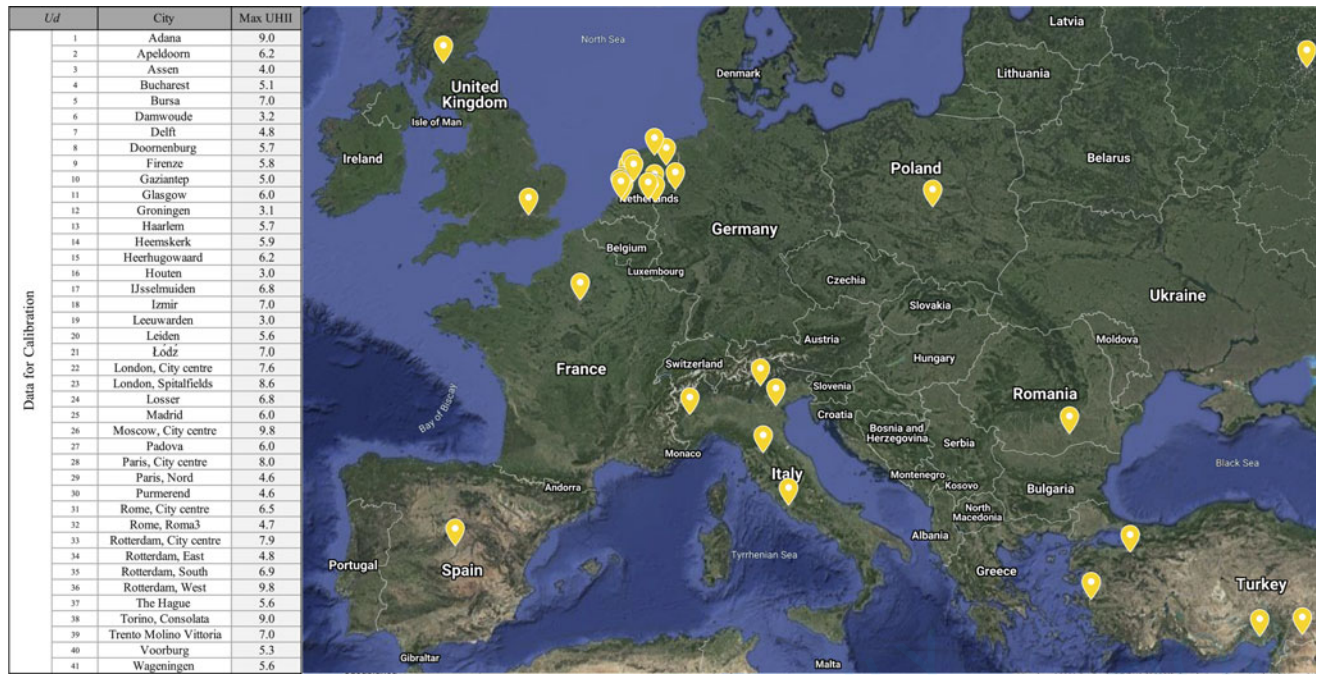 Ud City Max UHII
Data for Calibration
1 Adana 9.0
2 Apeldoorn 6.2
3 Assen 4.0
4 Bucharest 5.1
5 Bursa 7.0
6 Damwoude 3.2
7 Delft 4.8
8 Doornenburg 5.7
9 Firenze 5.8
10 Gaziantep 5.0
11 Glasgow 6.0
12 Groningen 3.1
13 Haarlem 5.7
14 Heemskerk 5.9
15 Heerhugowaard 6.2
16 Houten 3.0
17 IJsselmuiden 6.8
18 Izmir 7.0
19 Leeuwarden 3.0
20 Leiden 5.6
21 Łódź 7.0
22 London, City centre 7.6
23 London, Spitalfields 8.6
24 Losser 6.8
25 Madrid 6.0
26 Moscow, City centre 9.8
27 Padova 6.0
28 Paris, City centre 8.0
29 Paris, Nord 4.6
30 Purmerend 4.6
31 Rome, City centre 6.5
32 Rome, Roma3 4.7
33 Rotterdam, City centre 7.9
34 Rotterdam, East 4.8
35 Rotterdam, South 6.9
36 Rotterdam, West 9.8
37 The Hague 5.6
38 Torino, Consolata 9.0
39 Trento Molino Vittoria 7.0
40 Voorburg 5.3
41 Wageningen 5.6
Latvia
North Sea
Denmark
Lithuania
United
Kingdom
Isle of Man
Ireland
Belarus
Poland
Netherlands
Germany
Belgium
Luxembourg
Czechia
Ukraine
Slovakia
Moldova
Austria
France
Switzerland
Hungary
Slovenia
Romania
Croatia
Bay of Biscay
Bosnia and
Herzegovina
Serbia
Monaco
Black Sea
Italy
Montenegro
Kosovo
Bulgaria
Andorra
North
Macedonia
Albania
Tyrrhenian Sea
Portugal
Spain
Greece
Turkey
Gibraltar
Malta